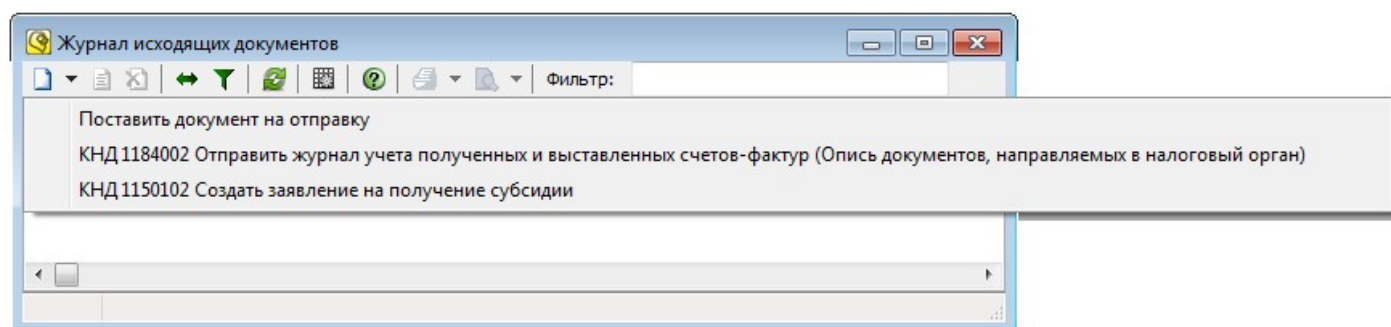 Журнал исходящих документов
Фильтр:
Поставить документ на отправку
КНД 1184002 Отправить журнал учета полученных и выставленных счетов-фактур (Опись документов, направляемых в налоговый орган)
КНД 1150102 Создать заявление на получение субсидии